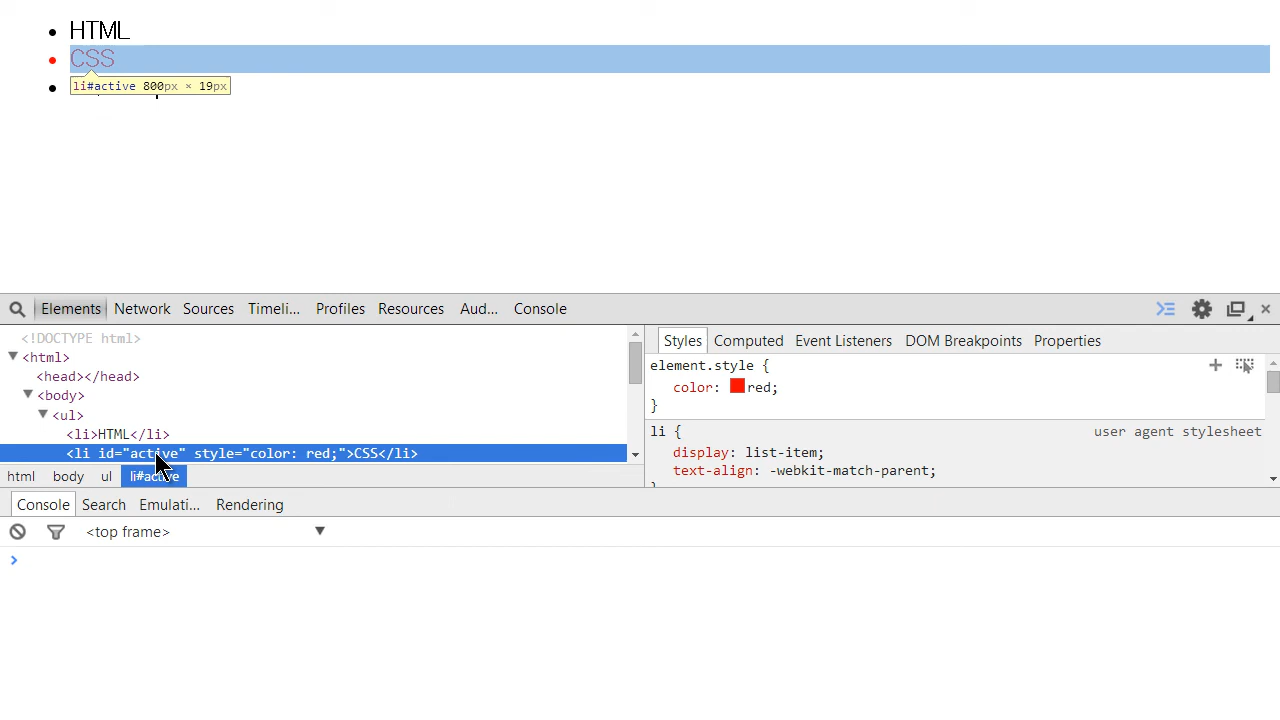 HTML
CSS
li#active 800px × 19px
Elements Network Sources Timeli... Profiles Resources Aud... Console
<!DOCTYPE html>
<html>
<head></head>
<body>
<ul>
<li>HTML</li>
<li id="active" style="color: red;">CSS</li>
html body ul li#active
Styles Computed Event Listeners DOM Breakpoints Properties
element.style {
color: red;
}
li { user agent stylesheet
display: list-item;
text-align: -webkit-match-parent;
Console Search Emulati... Rendering
<top frame>